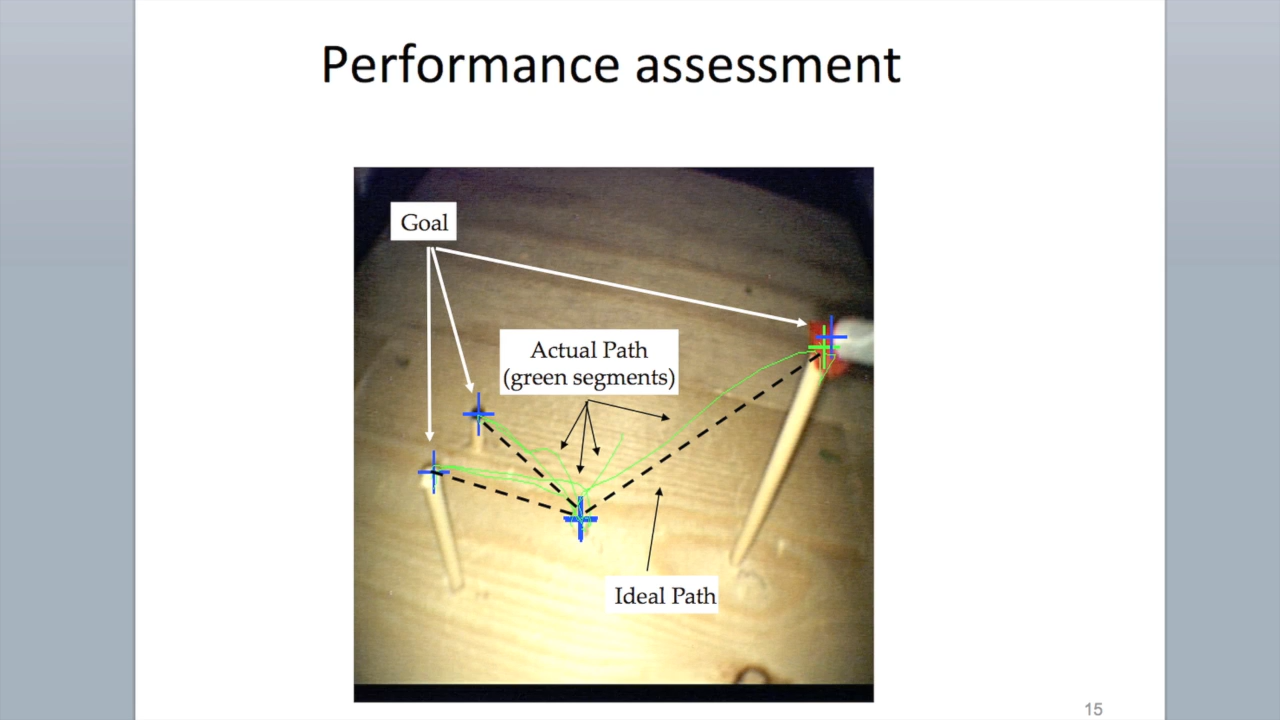 Performance assessment
Goal
Actual Path
(green segments)
Ideal Path
15